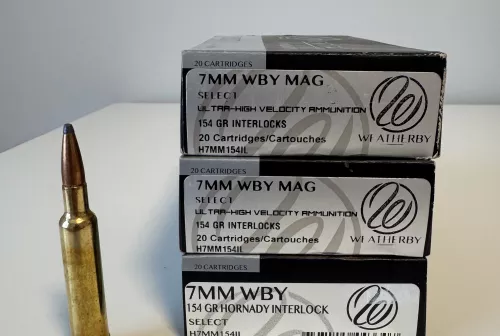 20 CARTRIDGES
7MM WBY MAG
SELECT
ULTRA-HIGH VELOCITY AMMUNITION
154 GR INTERLOCKS
20 Cartridges/Cartouches
H7MM154IL
WEATHERBY
20 CARTRIDGES
7MM WBY MAG
SELECT
ULTRA-HIGH VELOCITY AMMUNITION
154 GR INTERLOCKS
20 Cartridges/Cartouches
H7MM154IL
WEATHERBY
20 CARTRIDGES
7MM WBY
154 GR HORNADY INTERLOCK
SELECT
H7MM154IL